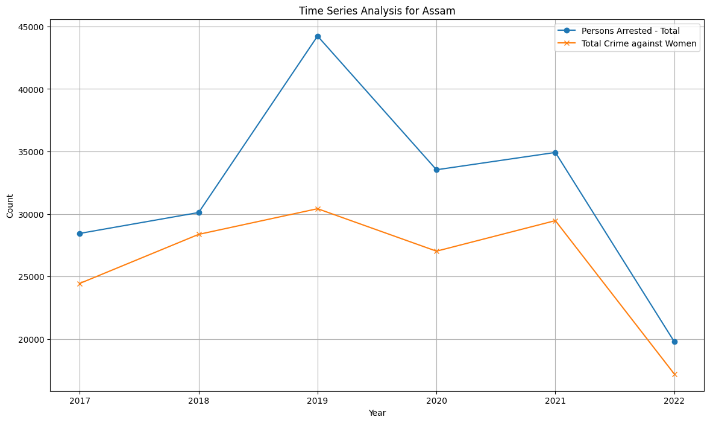 Time Series Analysis for Assam
Persons Arrested - Total
Total Crime against Women
45000
40000
35000
30000
25000
20000
Count
2017 2018 2019 2020 2021 2022
Year